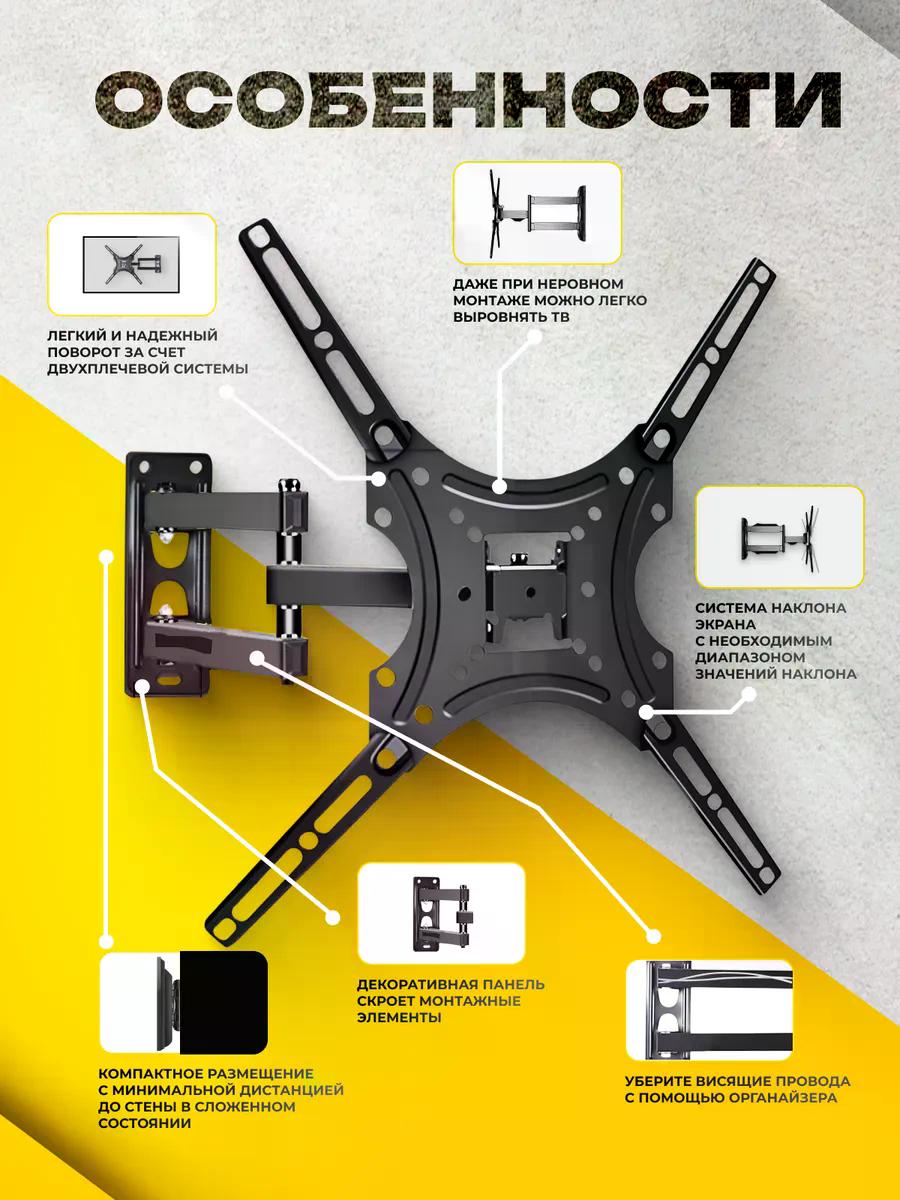 ОСОБЕННОСТИ
ДАЖЕ ПРИ НЕРОВНОМ
МОНТАЖЕ МОЖНО ЛЕГКО
ВЫРОВНЯТЬ ТВ
ЛЕГКИЙ И НАДЕЖНЫЙ
ПОВОРОТ ЗА СЧЕТ
ДВУХПЛЕЧЕВОЙ СИСТЕМЫ
СИСТЕМА НАКЛОНА
ЭКРАНА
С НЕОБХОДИМЫМ
ДИАПАЗОНОМ
ЗНАЧЕНИЙ НАКЛОНА
ДЕКОРАТИВНАЯ ПАНЕЛЬ
СКРОЕТ МОНТАЖНЫЕ
ЭЛЕМЕНТЫ
КОМПАКТНОЕ РАЗМЕЩЕНИЕ
С МИНИМАЛЬНОЙ ДИСТАНЦИЕЙ
ДО СТЕНЫ В СЛОЖЕННОМ
СОСТОЯНИИ
УБЕРИТЕ ВИСЯЩИЕ ПРОВОДА
С ПОМОЩЬЮ ОРГАНАЙЗЕРА